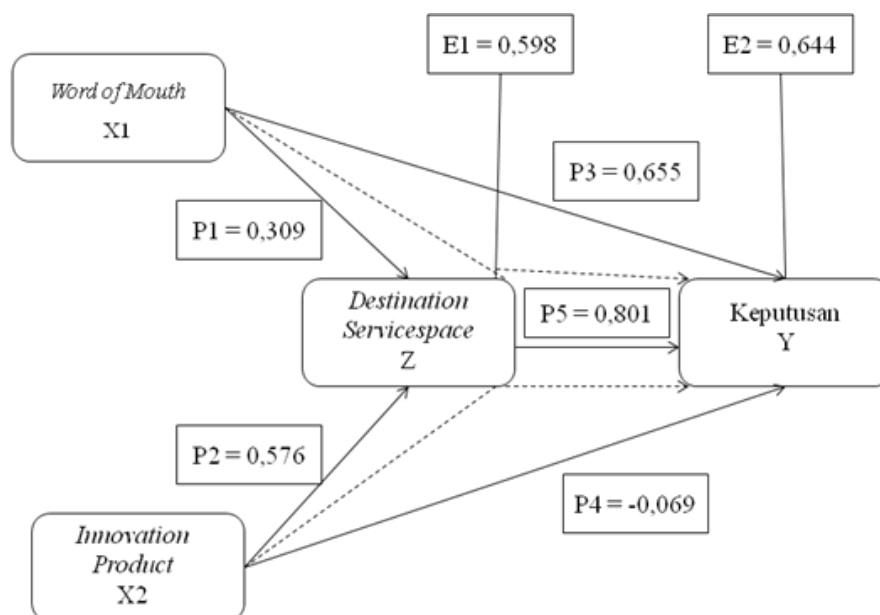 E1 = 0,598
E2 = 0,644
Word of Mouth
X1
P3 = 0,655
P1 = 0,309
Destination
Servicespace
Z
P5 = 0,801
Keputusan
Y
P2 = 0,576
P4 = -0,069
Innovation
Product
X2